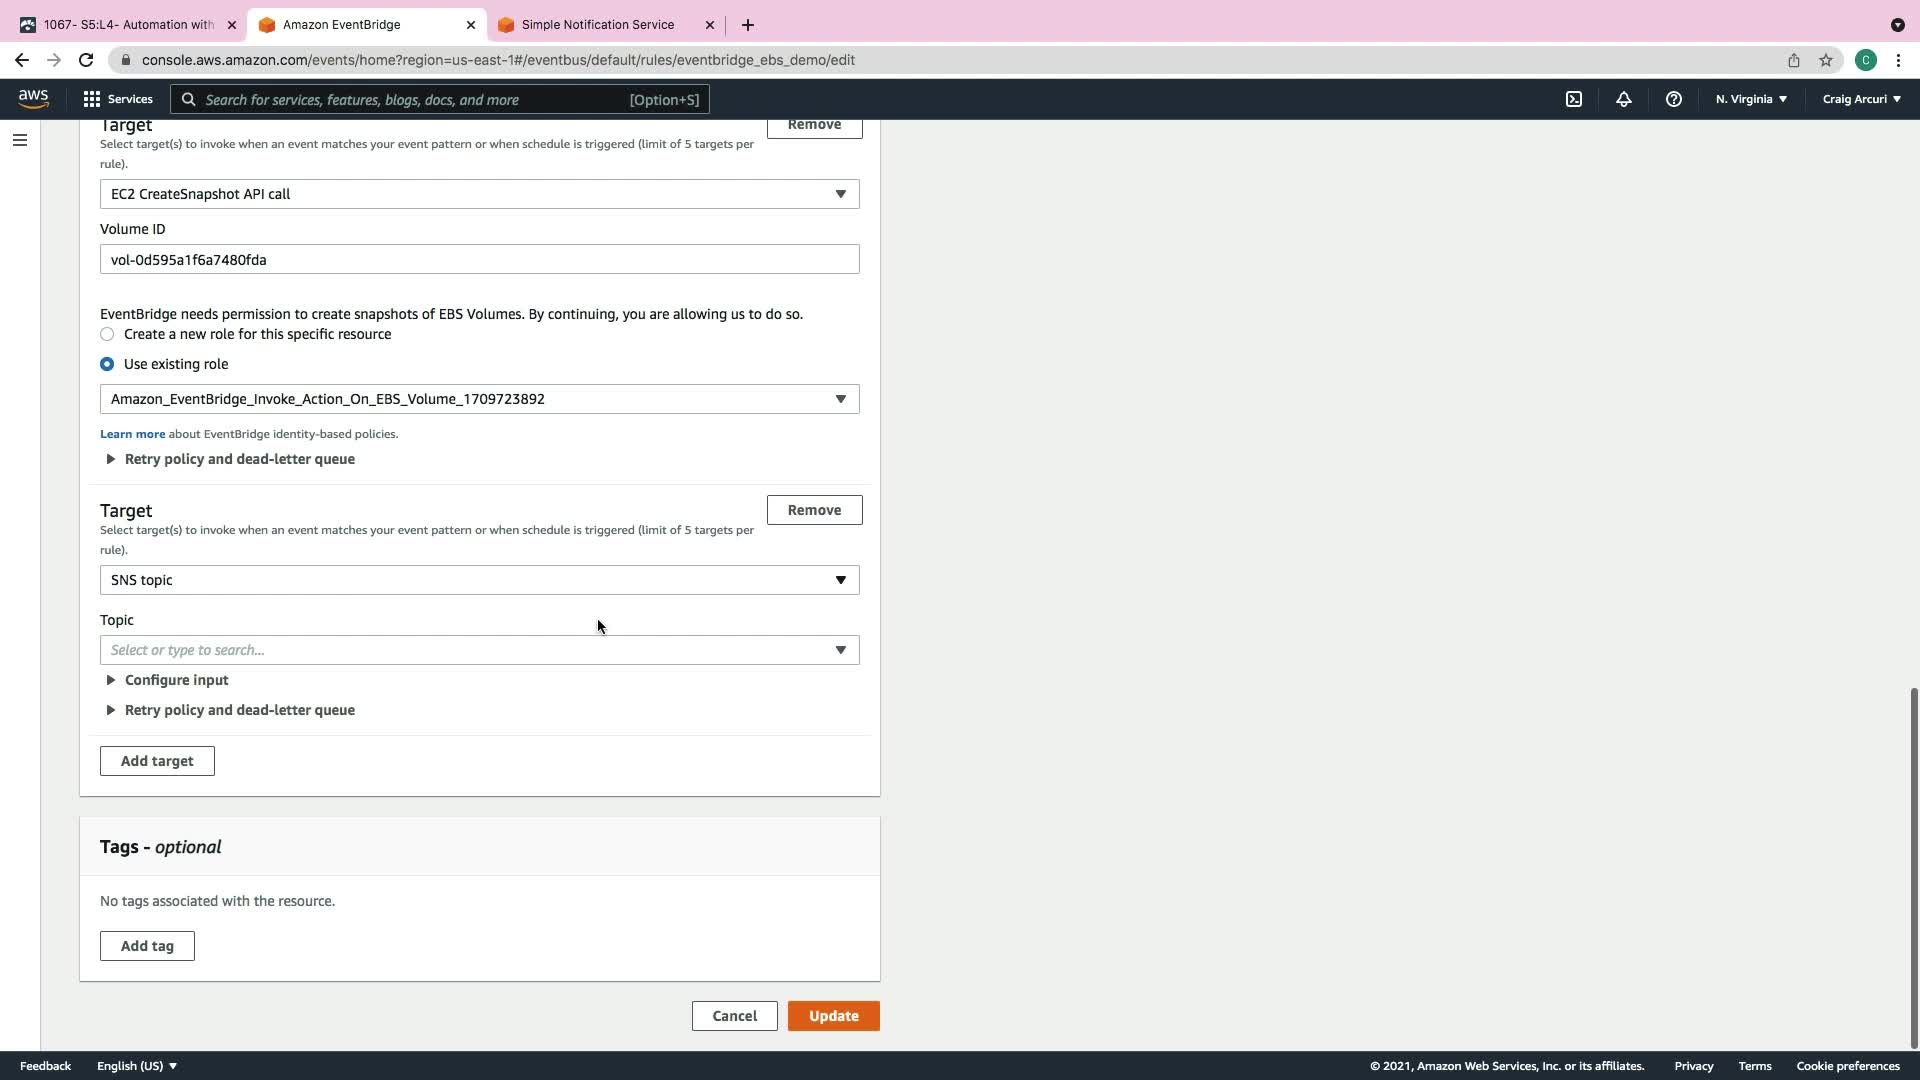 1067- S5:L4- Automation with
Amazon EventBridge
Simple Notification Service
console.aws.amazon.com/events/home?region=us-east-1#/eventbus/default/rules/eventbridge_ebs_demo/edit
C
aws
Services
Search for services, features, blogs, docs, and more
[Option+S]
N. Virginia
Craig Arcuri
Target
Remove
Select target(s) to invoke when an event matches your event pattern or when schedule is triggered (limit of 5 targets per
rule).
EC2 CreateSnapshot API call
Volume ID
vol-0d595a1f6a7480fda
EventBridge needs permission to create snapshots of EBS Volumes. By continuing, you are allowing us to do so.
Create a new role for this specific resource
Use existing role
Amazon_EventBridge_Invoke_Action_On_EBS_Volume_1709723892
Learn more about EventBridge identity-based policies.
Retry policy and dead-letter queue
Target
Remove
Select target(s) to invoke when an event matches your event pattern or when schedule is triggered (limit of 5 targets per
rule).
SNS topic
Topic
Select or type to search...
Configure input
Retry policy and dead-letter queue
Add target
Tags - optional
No tags associated with the resource.
Add tag
Cancel
Update
Feedback
English (US)
© 2021, Amazon Web Services, Inc. or its affiliates.
Privacy
Terms
Cookie preferences